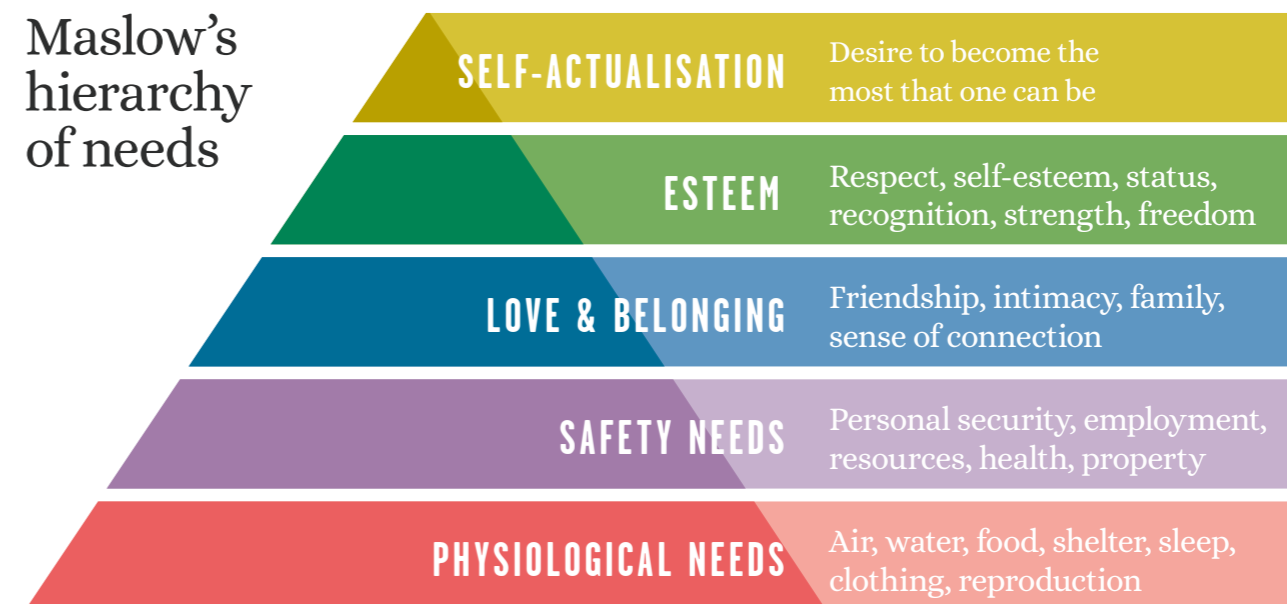 Maslow’s
hierarchy
of needs
SELF-ACTUALISATION
Desire to become the
most that one can be
ESTEEM
Respect, self-esteem, status,
recognition, strength, freedom
LOVE & BELONGING
Friendship, intimacy, family,
sense of connection
SAFETY NEEDS
Personal security, employment,
resources, health, property
PHYSIOLOGICAL NEEDS
Air, water, food, shelter, sleep,
clothing, reproduction